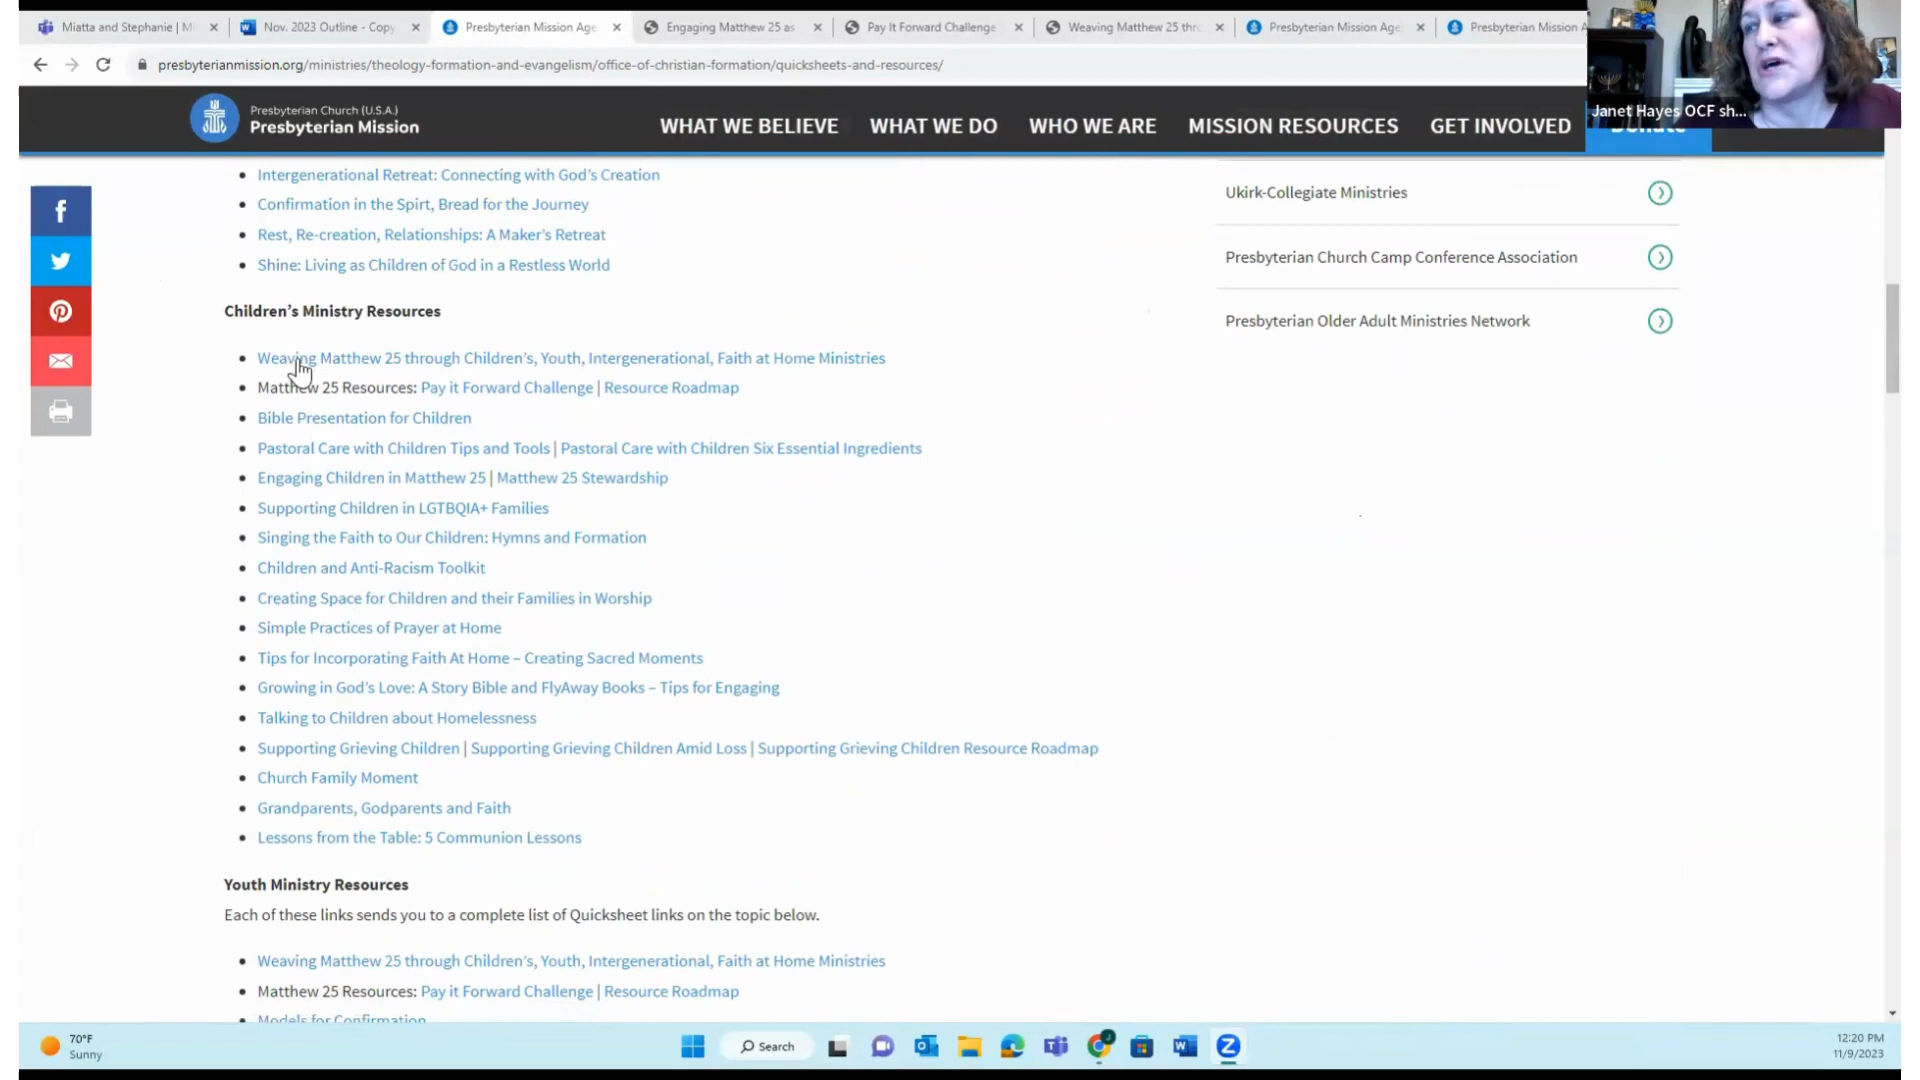 Miatta and Stephanie | M
Nov. 2023 Outline - Copy
Presbyterian Mission Age
Engaging Matthew 25 as
Pay It Forward Challenge
Weaving Matthew 25 thro
Presbyterian Mission Age
Presbyterian Mission A
presbyterianmission.org/ministries/theology-formation-and-evangelism/office-of-christian-formation/quicksheets-and-resources/
Janet Hayes OCF sh...
Presbyterian Church (U.S.A.)
Presbyterian Mission
WHAT WE BELIEVE
WHAT WE DO
WHO WE ARE
MISSION RESOURCES
GET INVOLVED
Donate
Intergenerational Retreat: Connecting with God's Creation
Confirmation in the Spirt, Bread for the Journey
Rest, Re-creation, Relationships: A Maker's Retreat
Shine: Living as Children of God in a Restless World
Ukirk-Collegiate Ministries
Presbyterian Church Camp Conference Association
Presbyterian Older Adult Ministries Network
Children's Ministry Resources
Weaving Matthew 25 through Children's, Youth, Intergenerational, Faith at Home Ministries
Matthew 25 Resources: Pay it Forward Challenge | Resource Roadmap
Bible Presentation for Children
Pastoral Care with Children Tips and Tools | Pastoral Care with Children Six Essential Ingredients
Engaging Children in Matthew 25 | Matthew 25 Stewardship
Supporting Children in LGTBQIA+ Families
Singing the Faith to Our Children: Hymns and Formation
Children and Anti-Racism Toolkit
Creating Space for Children and their Families in Worship
Simple Practices of Prayer at Home
Tips for Incorporating Faith At Home – Creating Sacred Moments
Growing in God's Love: A Story Bible and FlyAway Books – Tips for Engaging
Talking to Children about Homelessness
Supporting Grieving Children | Supporting Grieving Children Amid Loss | Supporting Grieving Children Resource Roadmap
Church Family Moment
Grandparents, Godparents and Faith
Lessons from the Table: 5 Communion Lessons
Youth Ministry Resources
Each of these links sends you to a complete list of Quicksheet links on the topic below.
Weaving Matthew 25 through Children's, Youth, Intergenerational, Faith at Home Ministries
Matthew 25 Resources: Pay it Forward Challenge | Resource Roadmap
Models for Confirmation
70°F
Sunny
Search
12:20 PM
11/9/2023